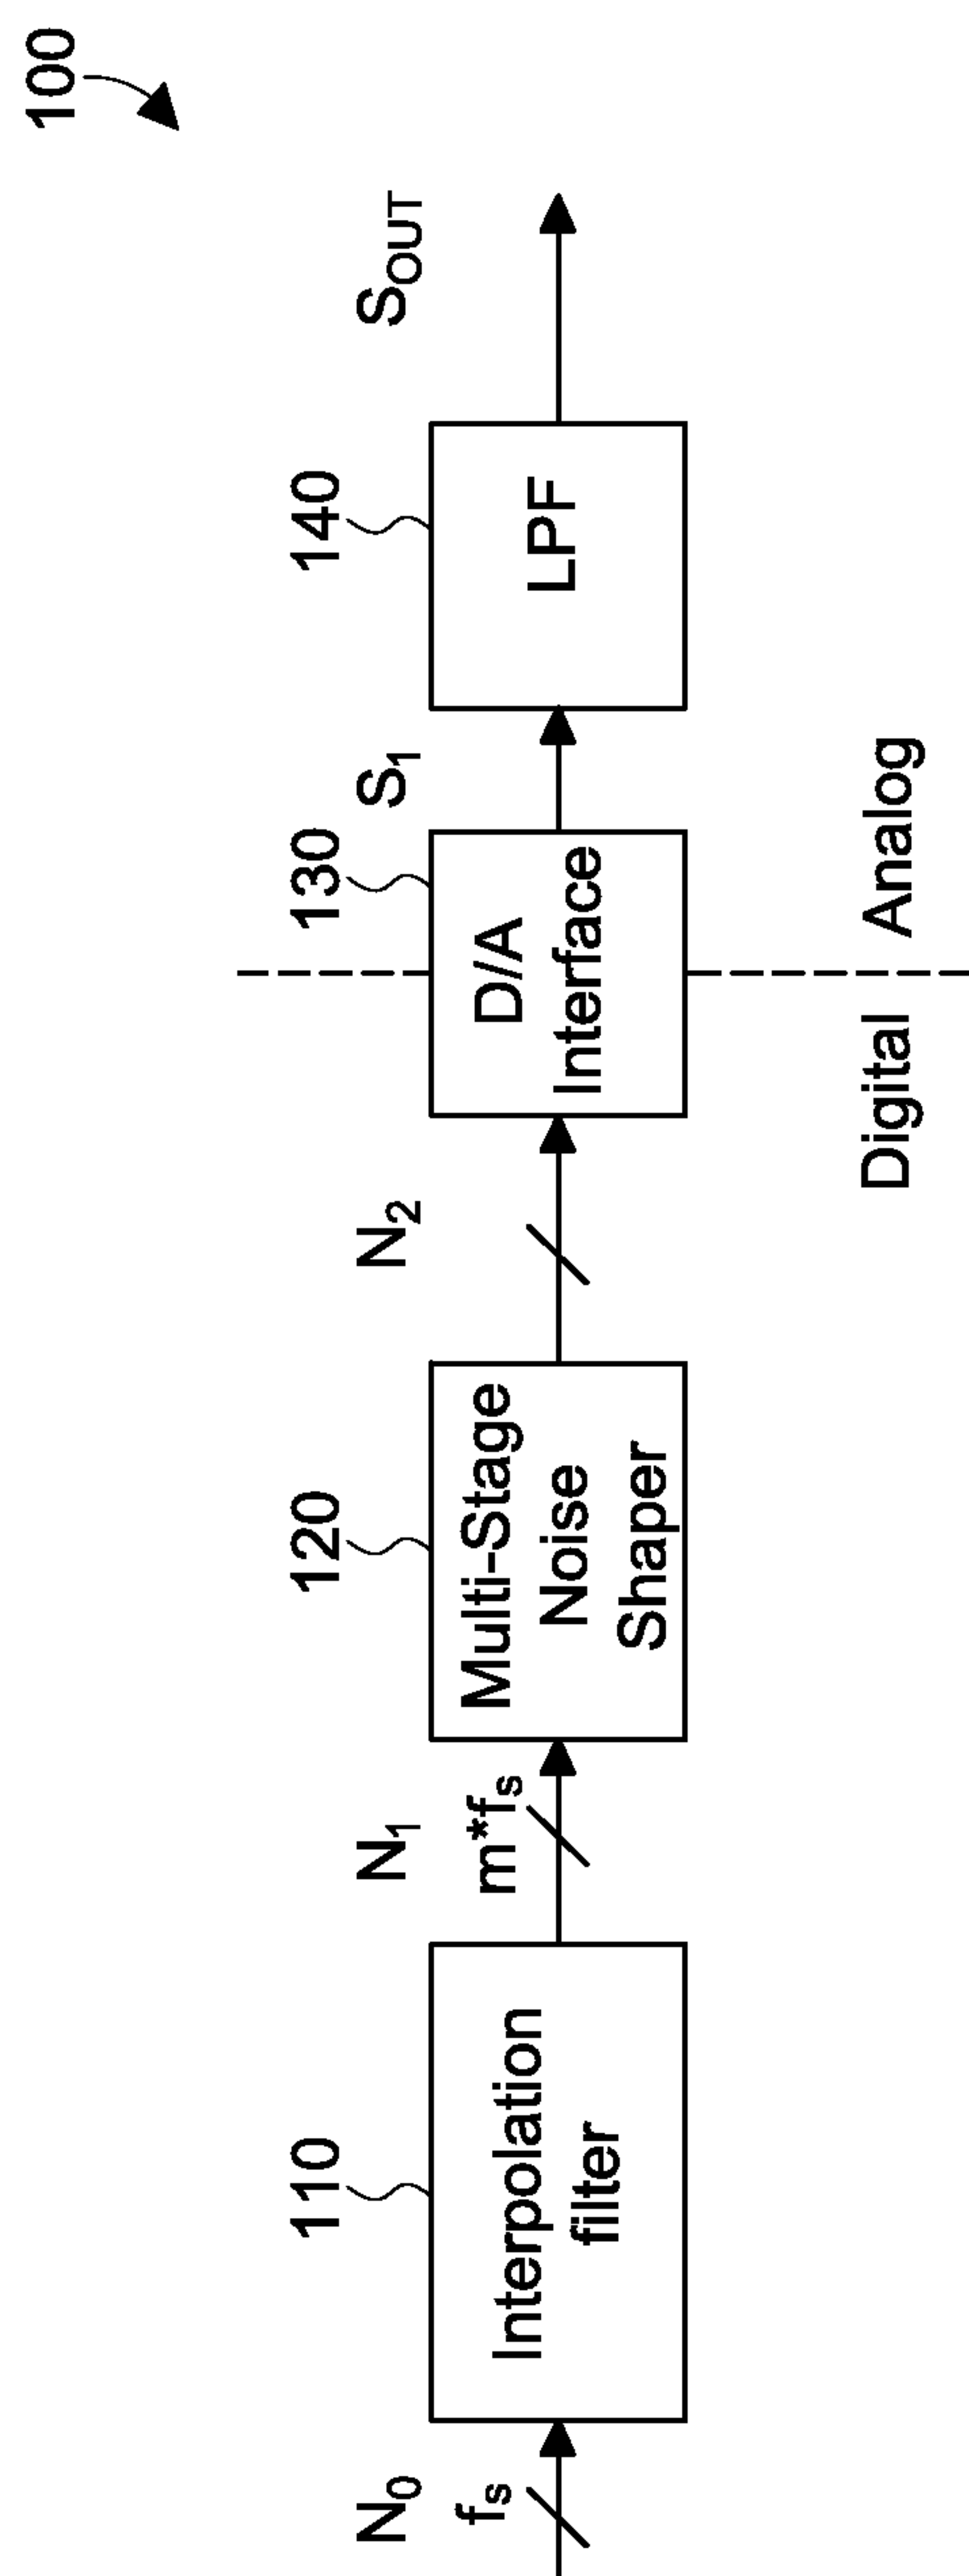 100
N₀
fₛ
110
Interpolation
filter
N₁
m*fₛ
120
Multi-Stage
Noise
Shaper
N₂
130
D/A
Interface
S₁
140
LPF
S_OUT
Digital
Analog